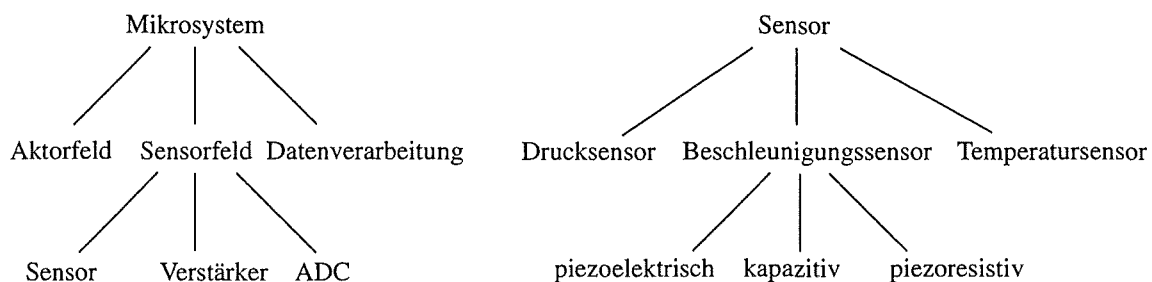 Mikrosystem
Aktorfeld Sensorfeld Datenverarbeitung
Sensor Verstärker ADC
Sensor
Drucksensor Beschleunigungssensor Temperatursensor
piezoelektrisch kapazitiv piezoresistiv